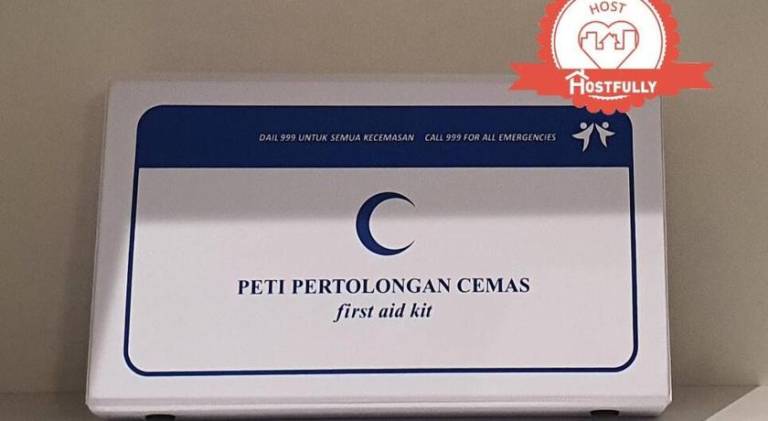 HOST
HOSTFULLY
DAIL 999 UNTUK SEMUA KECEMASAN CALL 999 FOR ALL EMERGENCIES
PETI PERTOLONGAN CEMAS
first aid kit